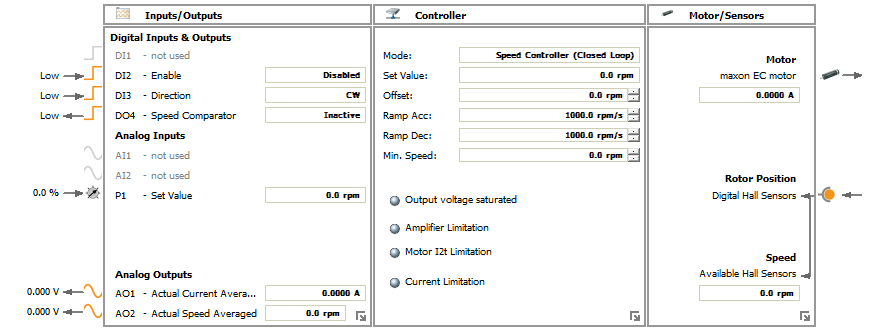 Inputs/Outputs
Digital Inputs & Outputs
DI1 - not used
Low DI2 - Enable Disabled
Low DI3 - Direction CW
Low DO4 - Speed Comparator Inactive
Analog Inputs
AI1 - not used
AI2 - not used
0.0 % P1 - Set Value 0.0 rpm
Analog Outputs
0.000 V AO1 - Actual Current Avera... 0.0000 A
0.000 V AO2 - Actual Speed Averaged 0.0 rpm
Controller
Mode: Speed Controller (Closed Loop)
Set Value: 0.0 rpm
Offset: 0.0 rpm
Ramp Acc: 1000.0 rpm/s
Ramp Dec: 1000.0 rpm/s
Min. Speed: 0.0 rpm
Output voltage saturated
Amplifier Limitation
Motor I2t Limitation
Current Limitation
Motor/Sensors
Motor
maxon EC motor
0.0000 A
Rotor Position
Digital Hall Sensors
Speed
Available Hall Sensors
0.0 rpm